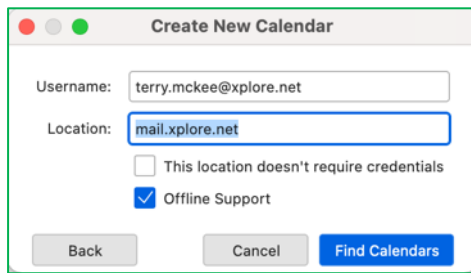 Create New Calendar
Username: terry.mckee@xplore.net
Location: mail.xplore.net
This location doesn't require credentials
Offline Support
Back Cancel Find Calendars